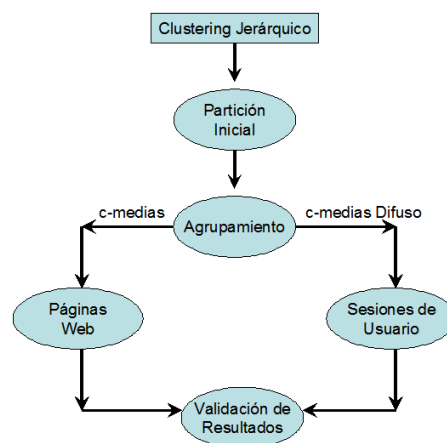 Clustering Jerárquico
Partición
Inicial
c-medias
Agrupamiento
c-medias Difuso
Páginas
Web
Sesiones de
Usuario
Validación de
Resultados